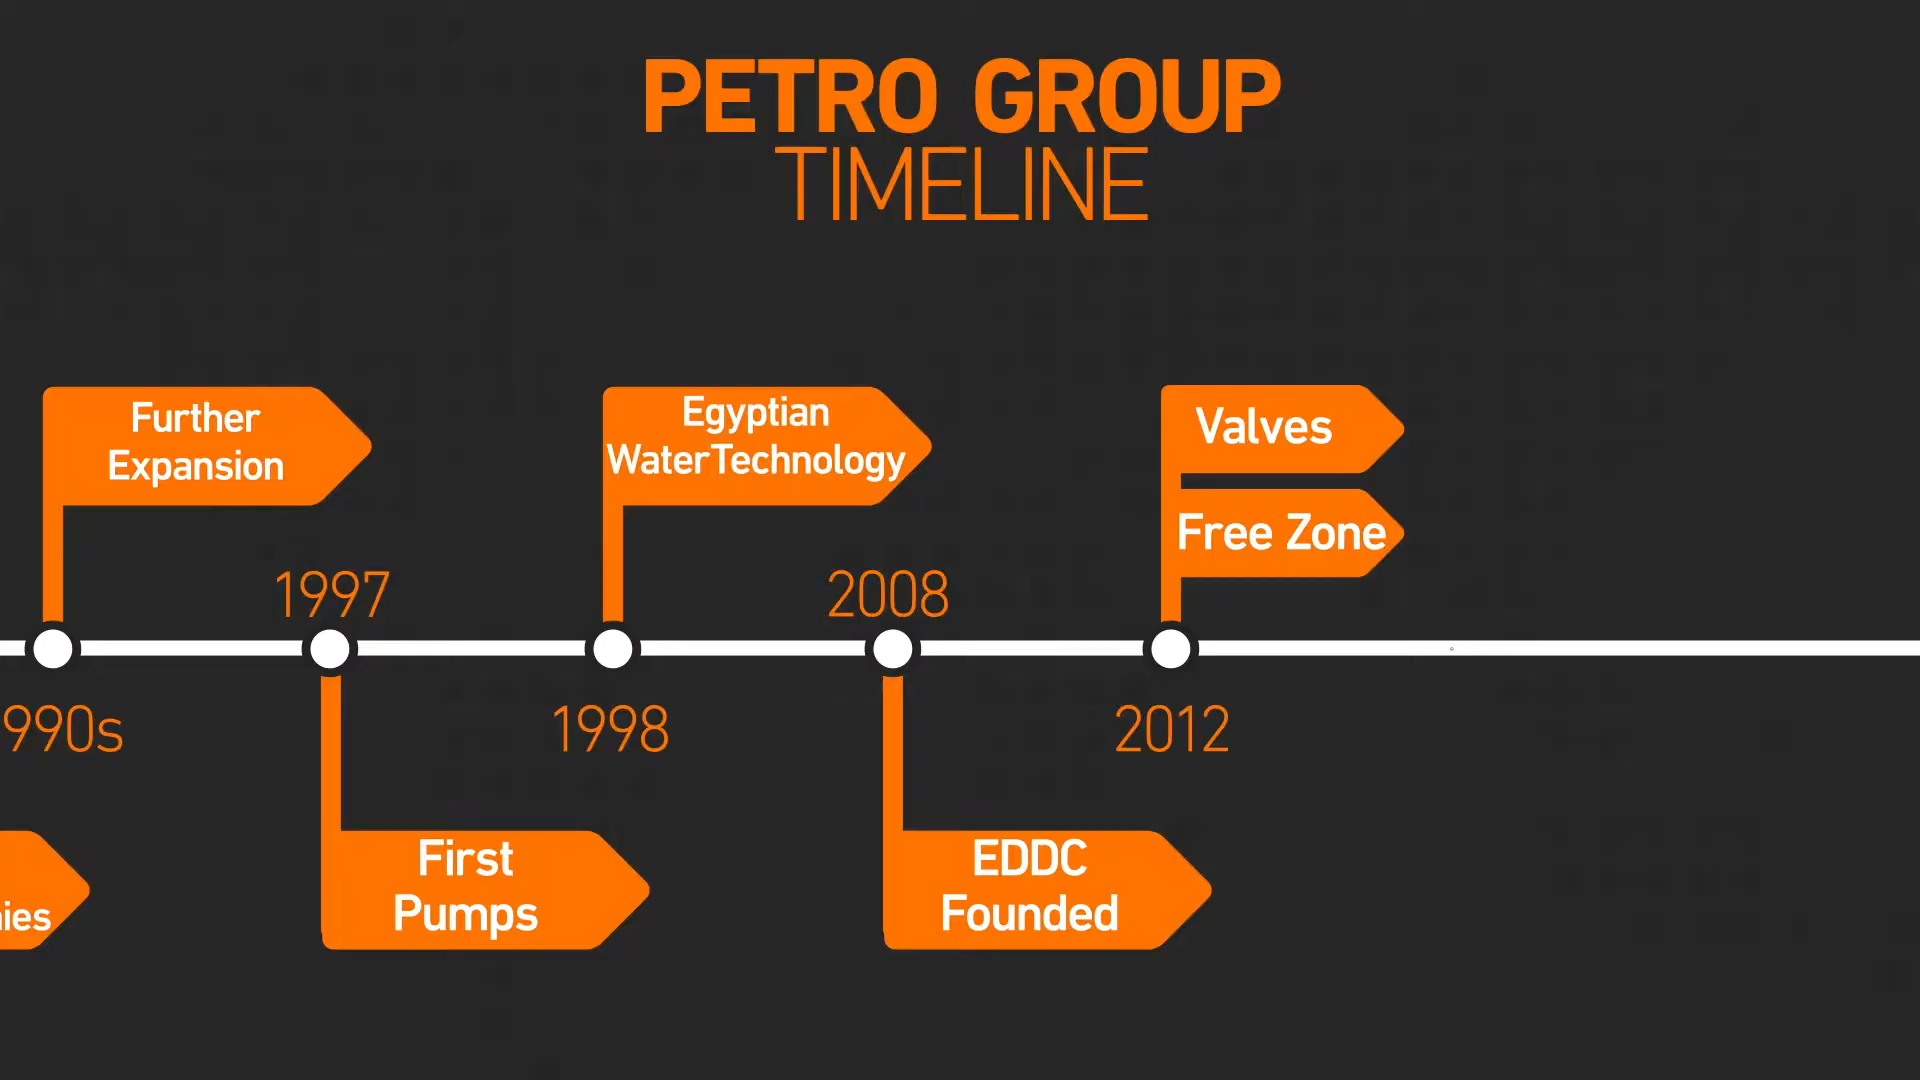 PETRO GROUP
TIMELINE
Further
Expansion
Egyptian
WaterTechnology
Valves
Free Zone
1997
2008
990s
1998
2012
ies
First
Pumps
EDDC
Founded